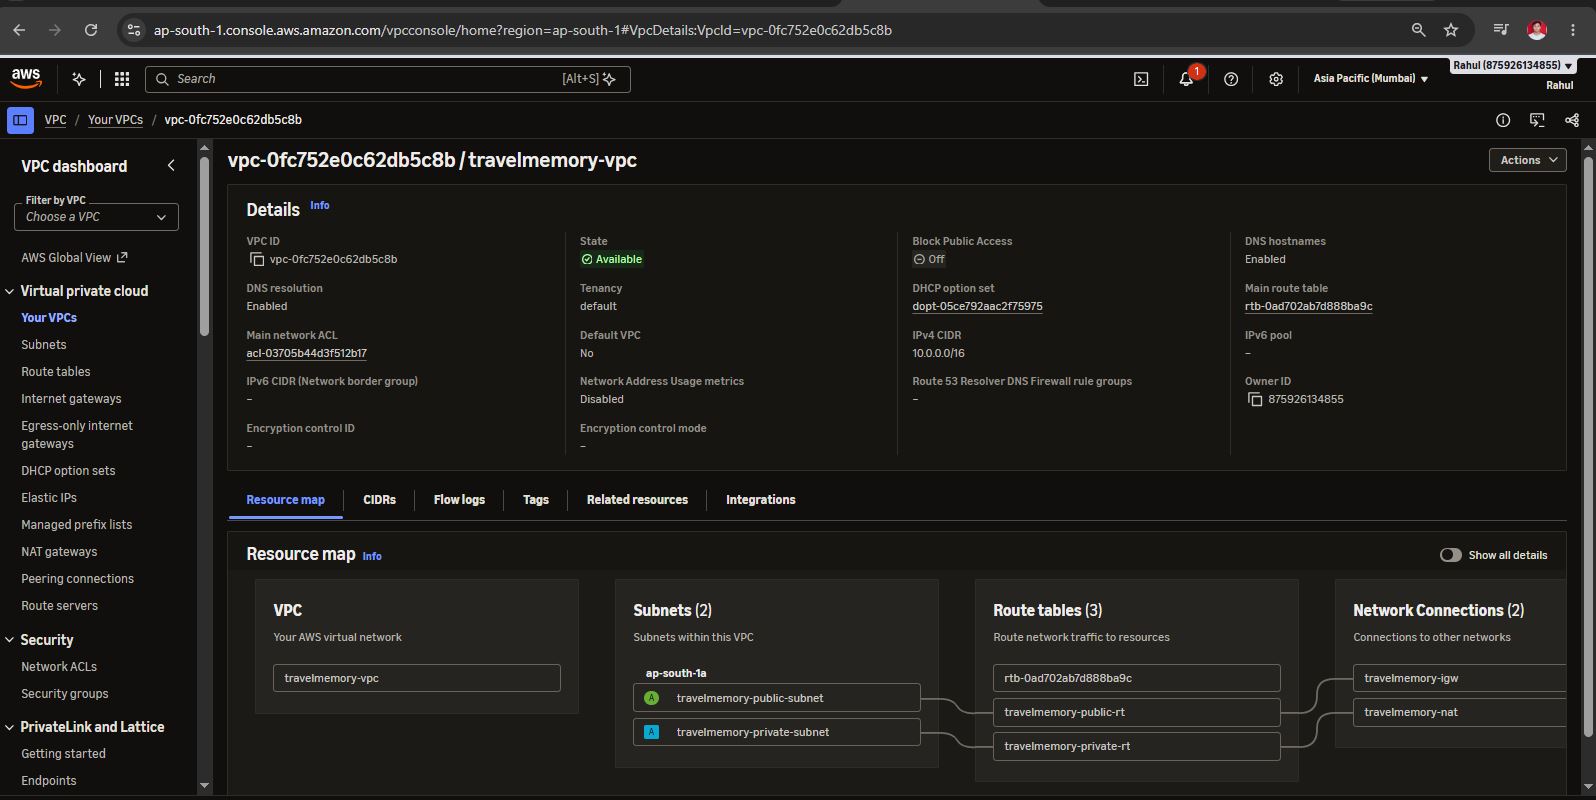 ap-south-1.console.aws.amazon.com/vpcconsole/home?region=ap-south-1#VpcDetails:VpcId=vpc-0fc752e0c62db5c8b
aws
Search
[Alt+S]
1
Asia Pacific (Mumbai)
Rahul (875926134855)
Rahul
VPC / Your VPCs / vpc-0fc752e0c62db5c8b
VPC dashboard
Filter by VPC
Choose a VPC
AWS Global View
Virtual private cloud
Your VPCs
Subnets
Route tables
Internet gateways
Egress-only internet
gateways
DHCP option sets
Elastic IPs
Managed prefix lists
NAT gateways
Peering connections
Route servers
Security
Network ACLs
Security groups
PrivateLink and Lattice
Getting started
Endpoints
vpc-0fc752e0c62db5c8b / travelmemory-vpc
Actions
Details Info
VPC ID
vpc-0fc752e0c62db5c8b
State
Available
Block Public Access
Off
DNS hostnames
Enabled
DNS resolution
Enabled
Tenancy
default
DHCP option set
dopt-05ce792aac2f75975
Main route table
rtb-0ad702ab7d888ba9c
Main network ACL
acl-03705b44d3f512b17
Default VPC
No
IPv4 CIDR
10.0.0.0/16
IPv6 pool
–
IPv6 CIDR (Network border group)
–
Network Address Usage metrics
Disabled
Route 53 Resolver DNS Firewall rule groups
–
Owner ID
875926134855
Encryption control ID
–
Encryption control mode
–
Resource map
CIDRs
Flow logs
Tags
Related resources
Integrations
Resource map Info
Show all details
VPC
Your AWS virtual network
travelmemory-vpc
Subnets (2)
Subnets within this VPC
ap-south-1a
A travelmemory-public-subnet
A travelmemory-private-subnet
Route tables (3)
Route network traffic to resources
rtb-0ad702ab7d888ba9c
travelmemory-public-rt
travelmemory-private-rt
Network Connections (2)
Connections to other networks
travelmemory-igw
travelmemory-nat